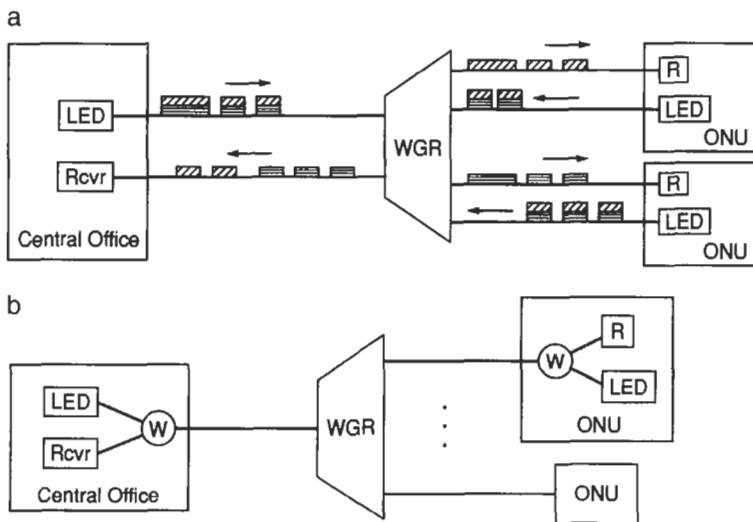 a
LED
Rcvr
Central Office
WGR
R
LED
ONU
R
LED
ONU
b
LED
Rcvr
W
Central Office
WGR
W
R
LED
ONU
ONU